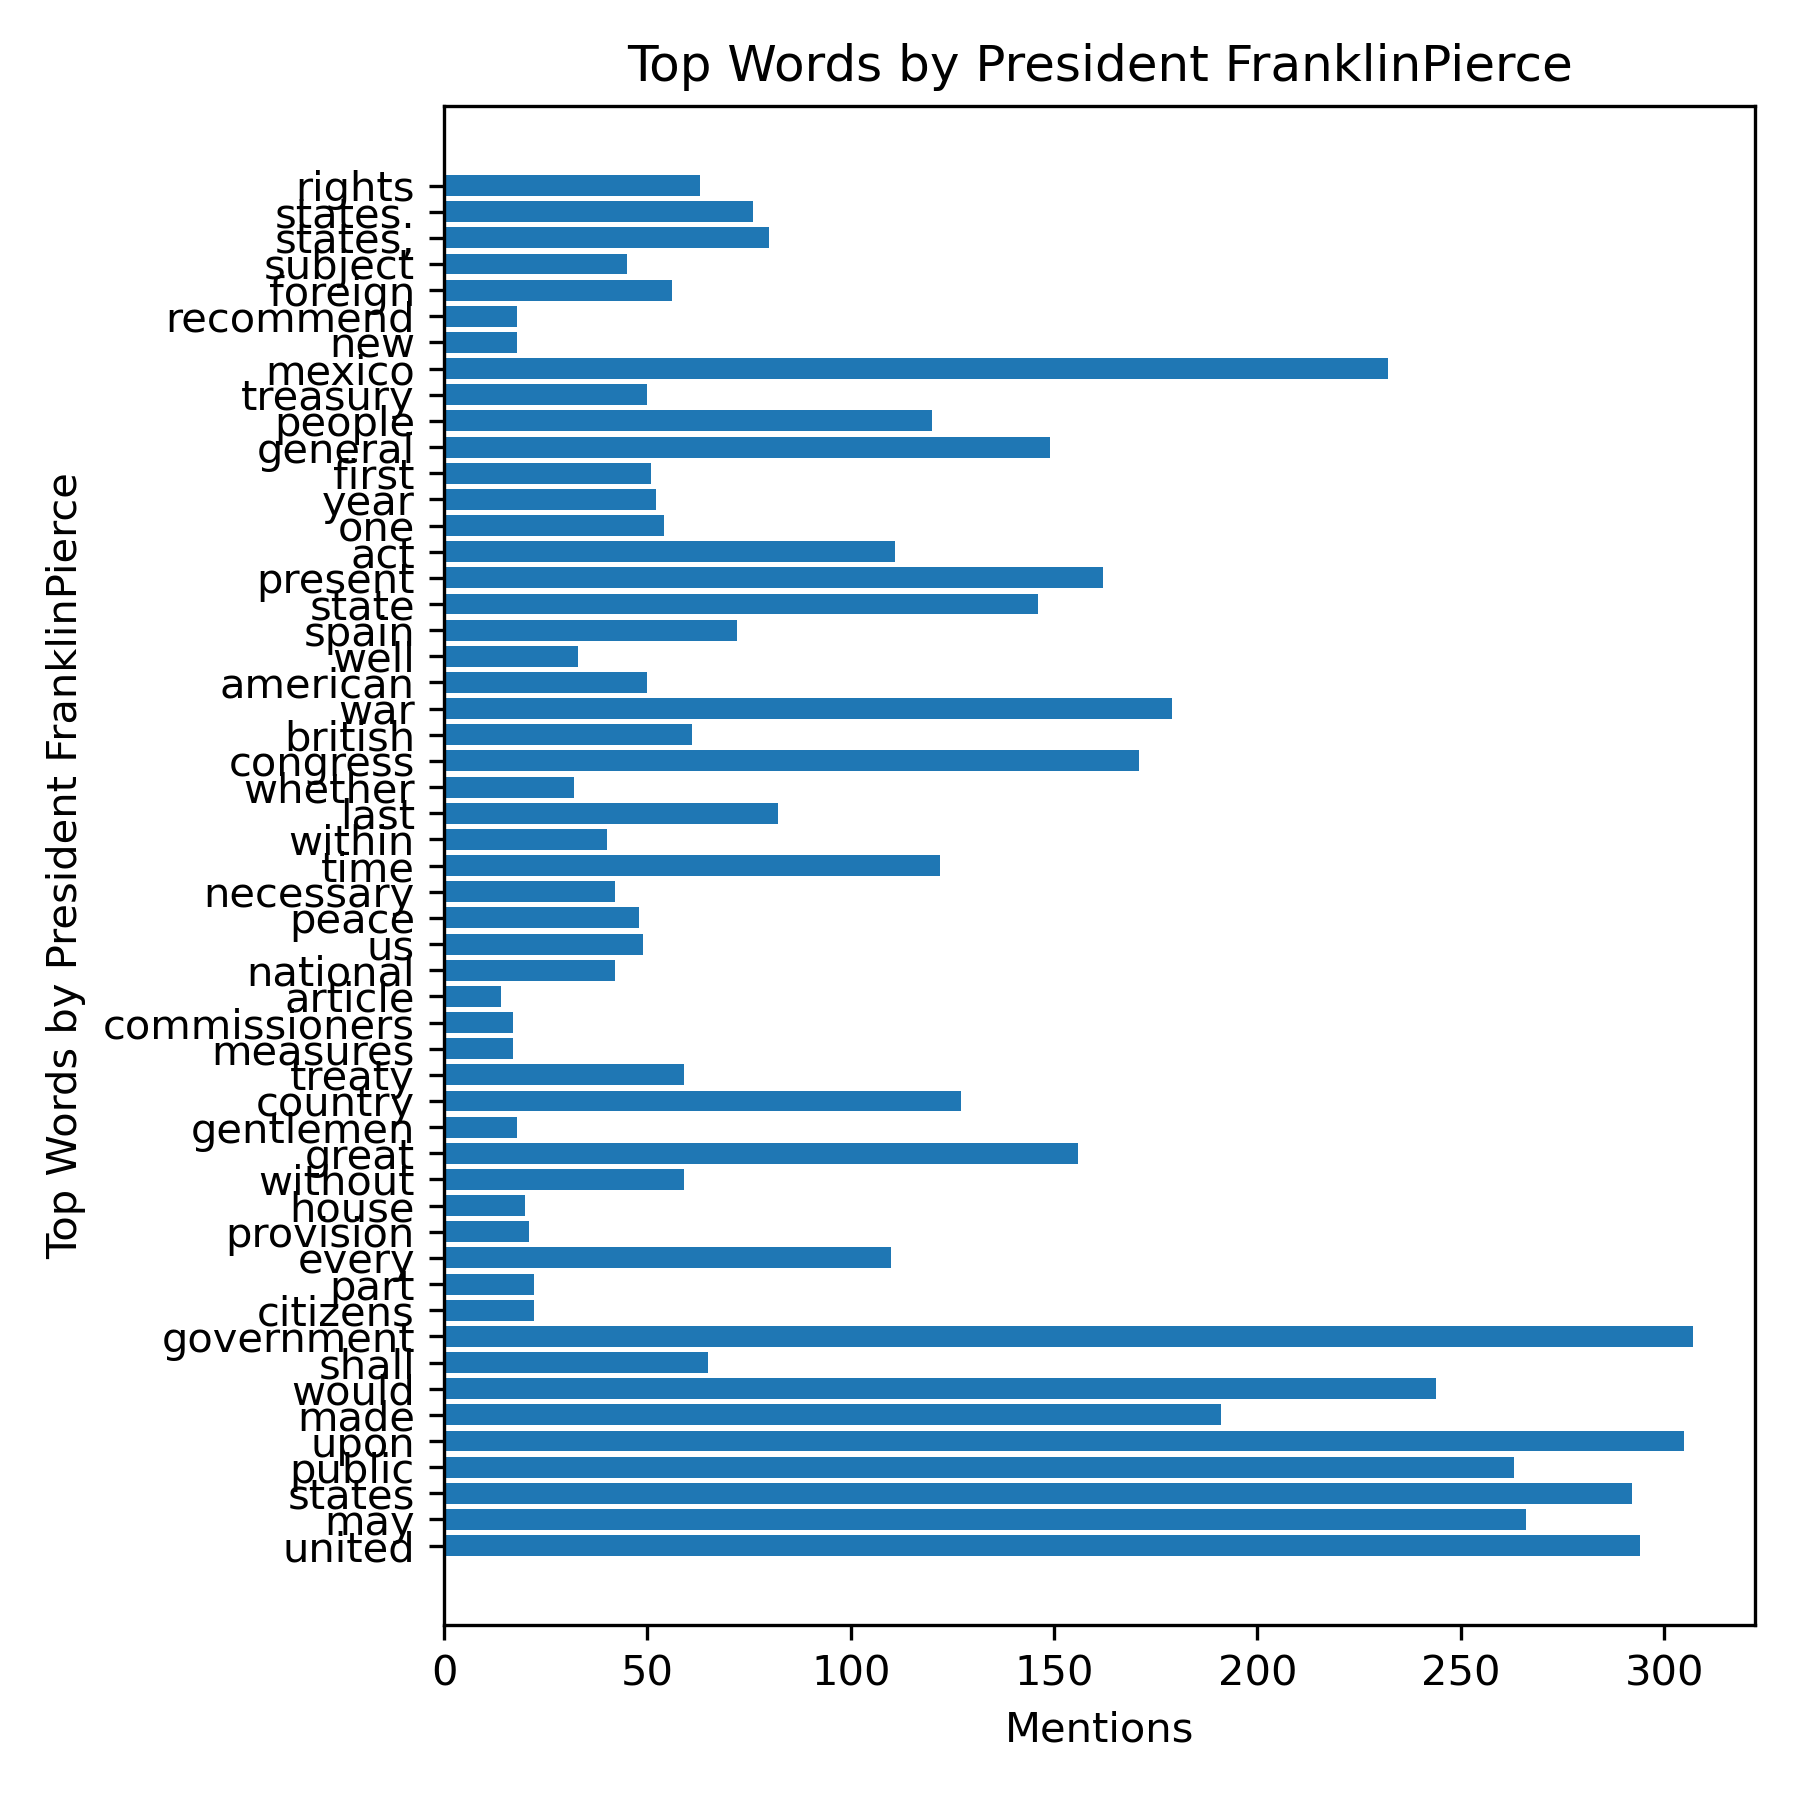 Top Words by President FranklinPierce
rights
states.
states,
subject
foreign
recommend
new
mexico
treasury
people
general
first
year
one
act
present
state
spain
well
american
war
british
congress
whether
last
within
time
necessary
peace
us
national
article
commissioners
measures
treaty
country
gentlemen
great
without
house
provision
every
part
citizens
government
shall
would
made
upon
public
states
may
united
Top Words by President FranklinPierce
0 50 100 150 200 250 300
Mentions